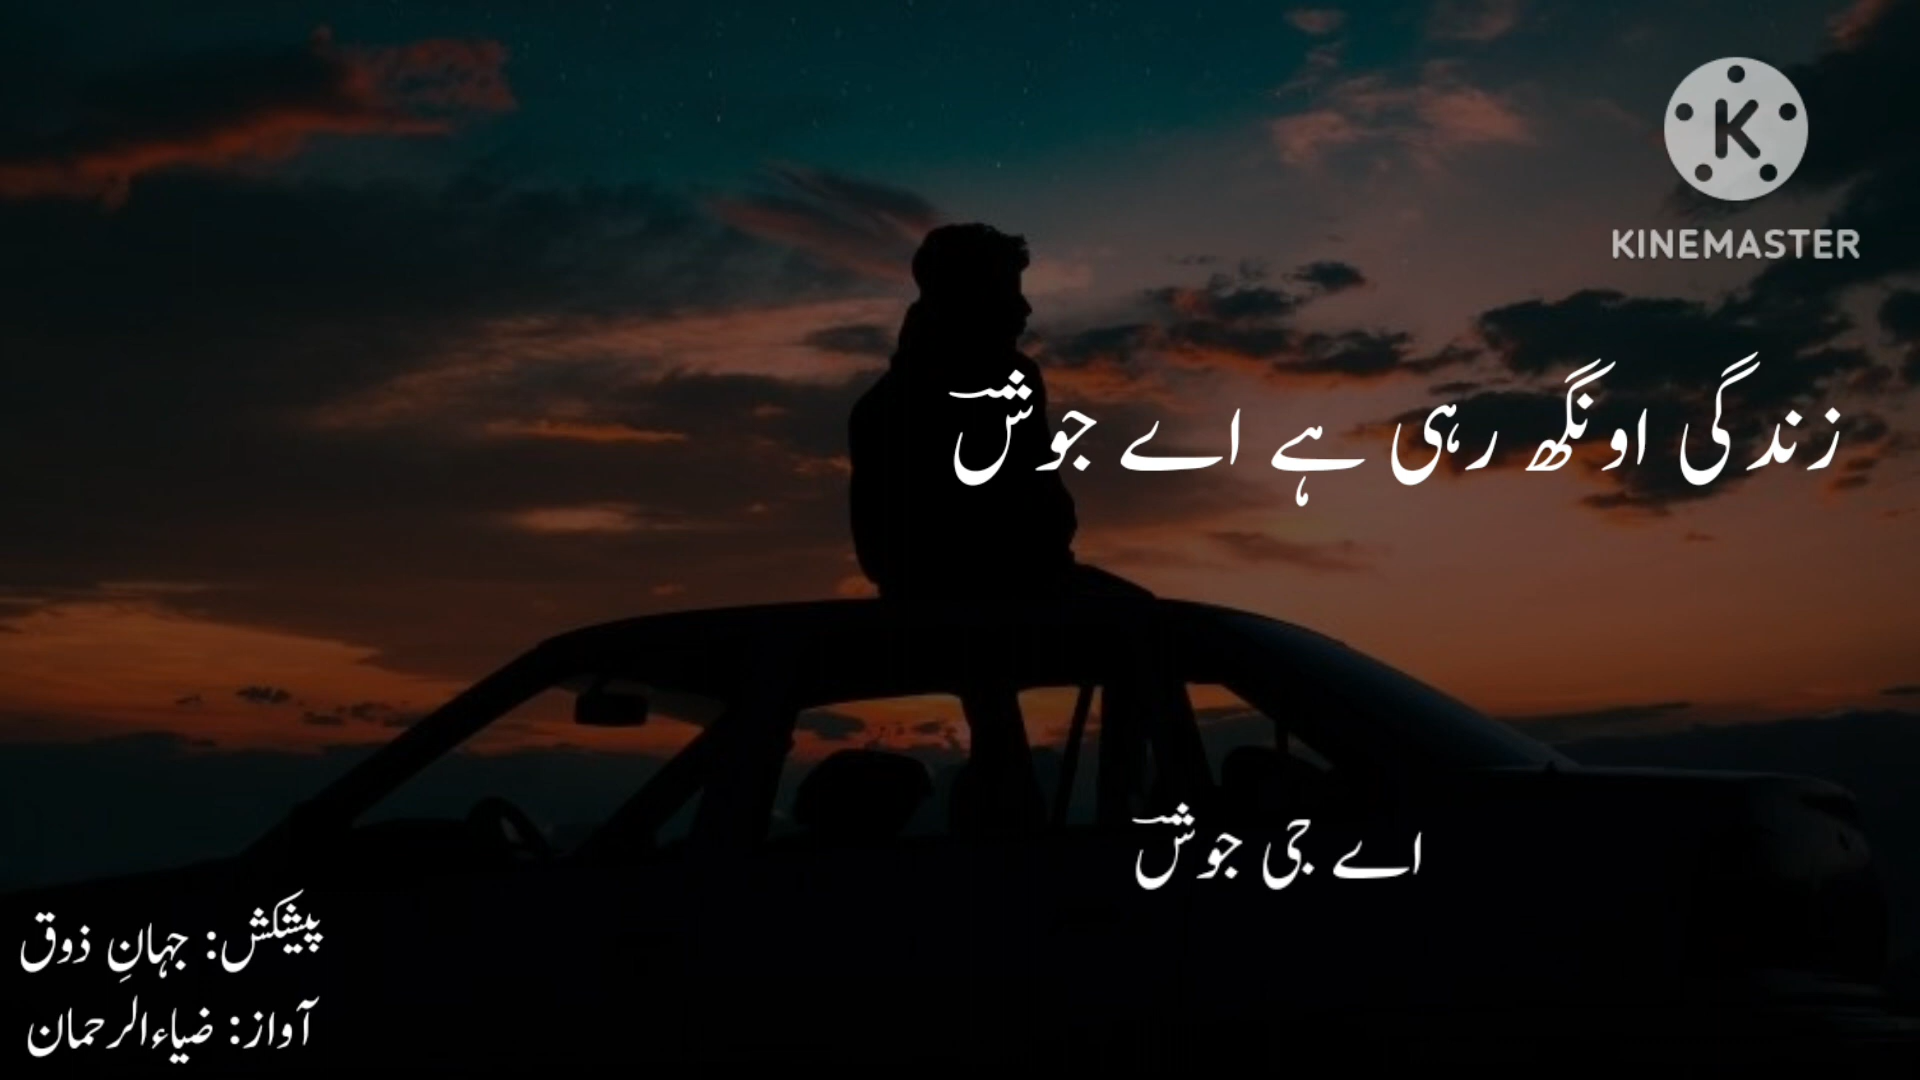 KINEMASTER
زندگی اونگھ رہی ہے اے جوشؔ
اے جی جوشؔ
پیشکش: جہانِ ذوق
آواز: ضیاءالرحمان